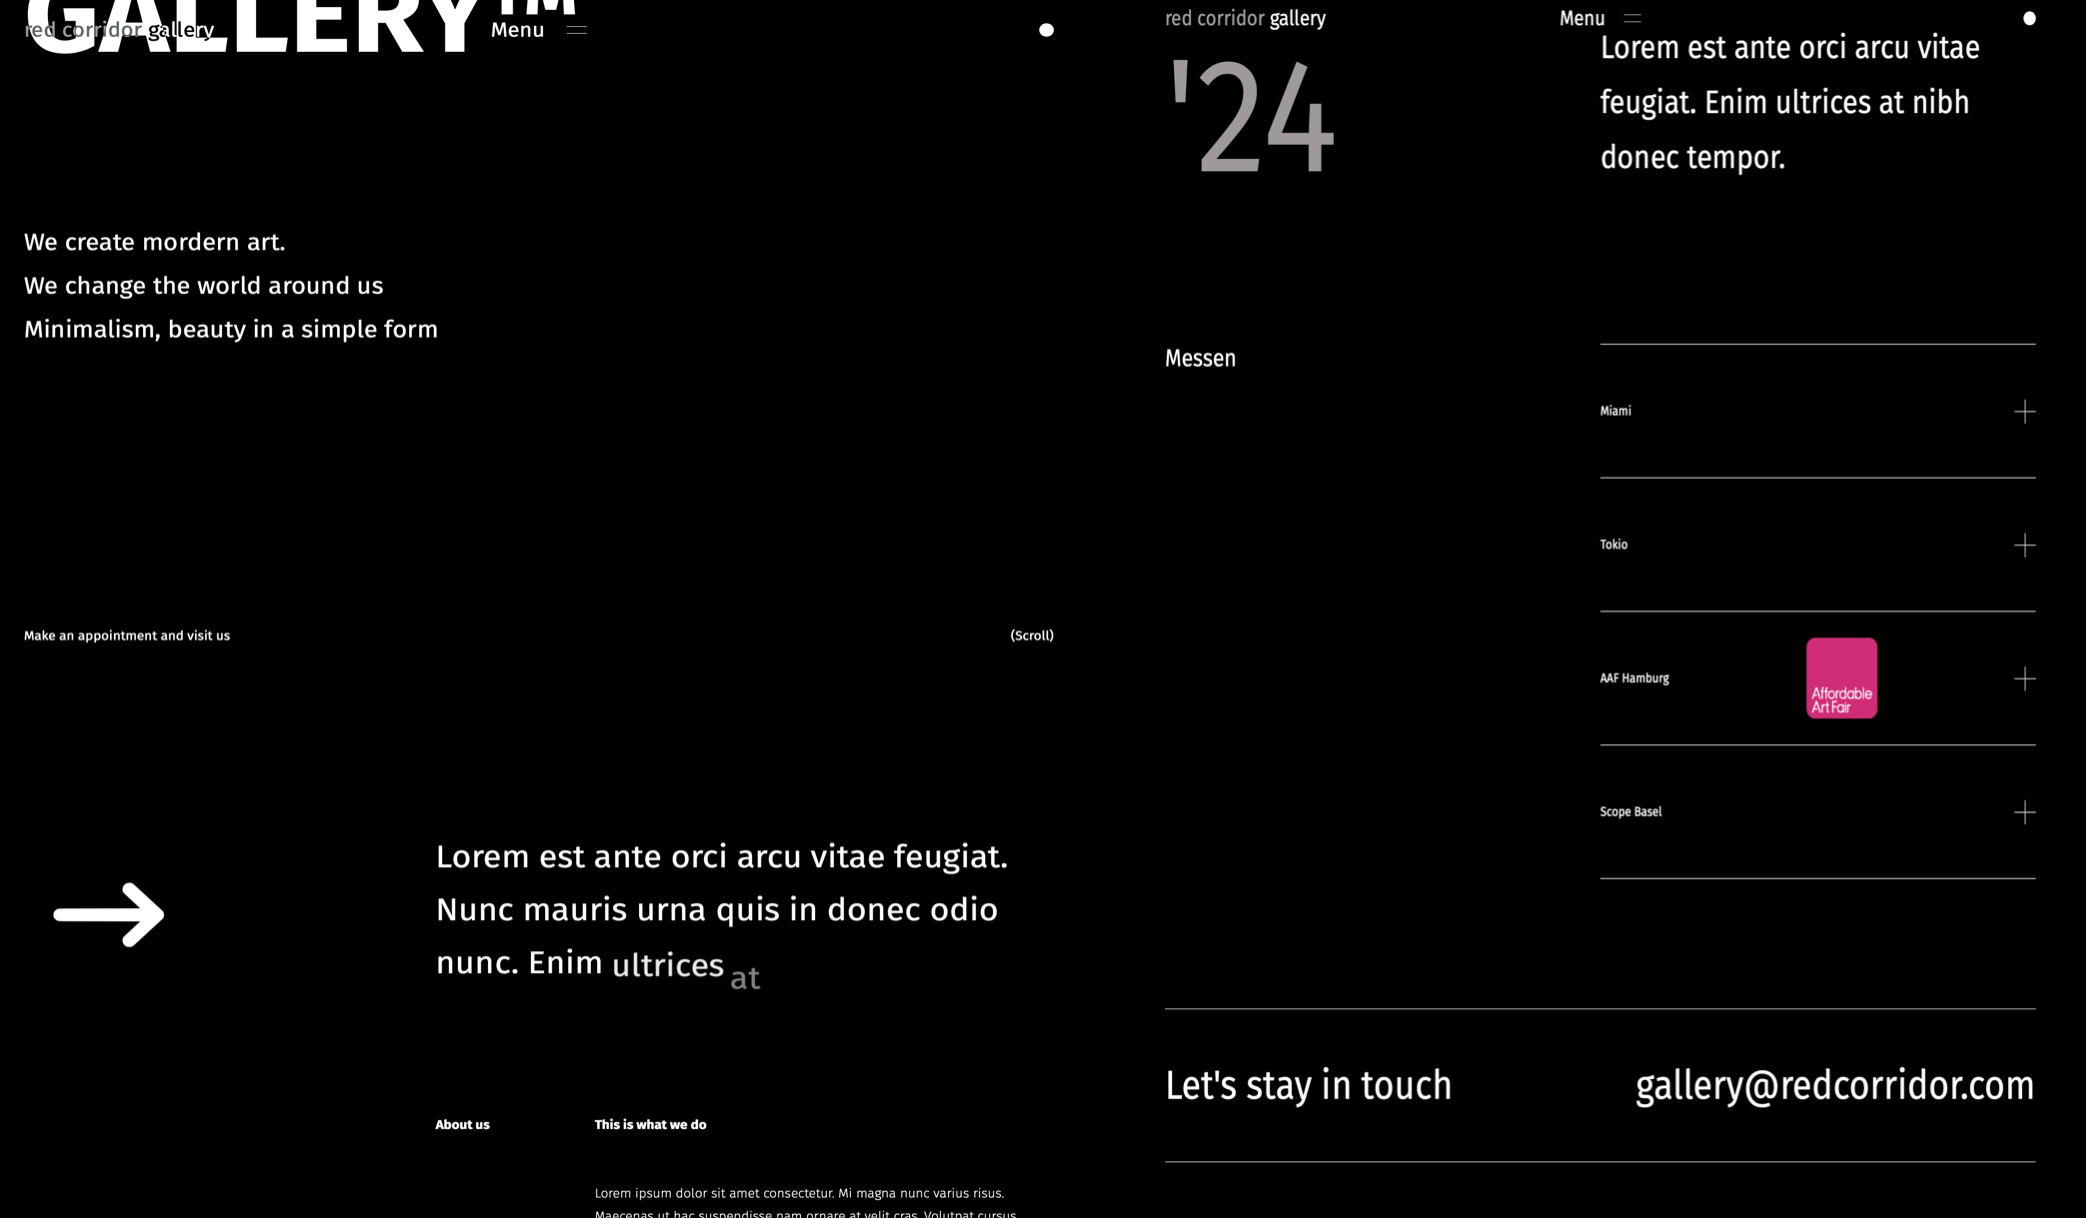 GALLERY™
red corridor gallery
Menu
We create mordern art.
We change the world around us
Minimalism, beauty in a simple form
Make an appointment and visit us
(Scroll)
Lorem est ante orci arcu vitae feugiat.
Nunc mauris urna quis in donec odio
nunc. Enim ultrices at
About us
This is what we do
Lorem ipsum dolor sit amet consectetur. Mi magna nunc varius risus.
Maecenas ut hac suspendisse nam ornare at velit cras. Volutpat cursus
red corridor gallery
Menu
'24
Lorem est ante orci arcu vitae
feugiat. Enim ultrices at nibh
donec tempor.
Messen
Miami
Tokio
AAF Hamburg
Affordable
Art Fair
Scope Basel
Let's stay in touch
gallery@redcorridor.com